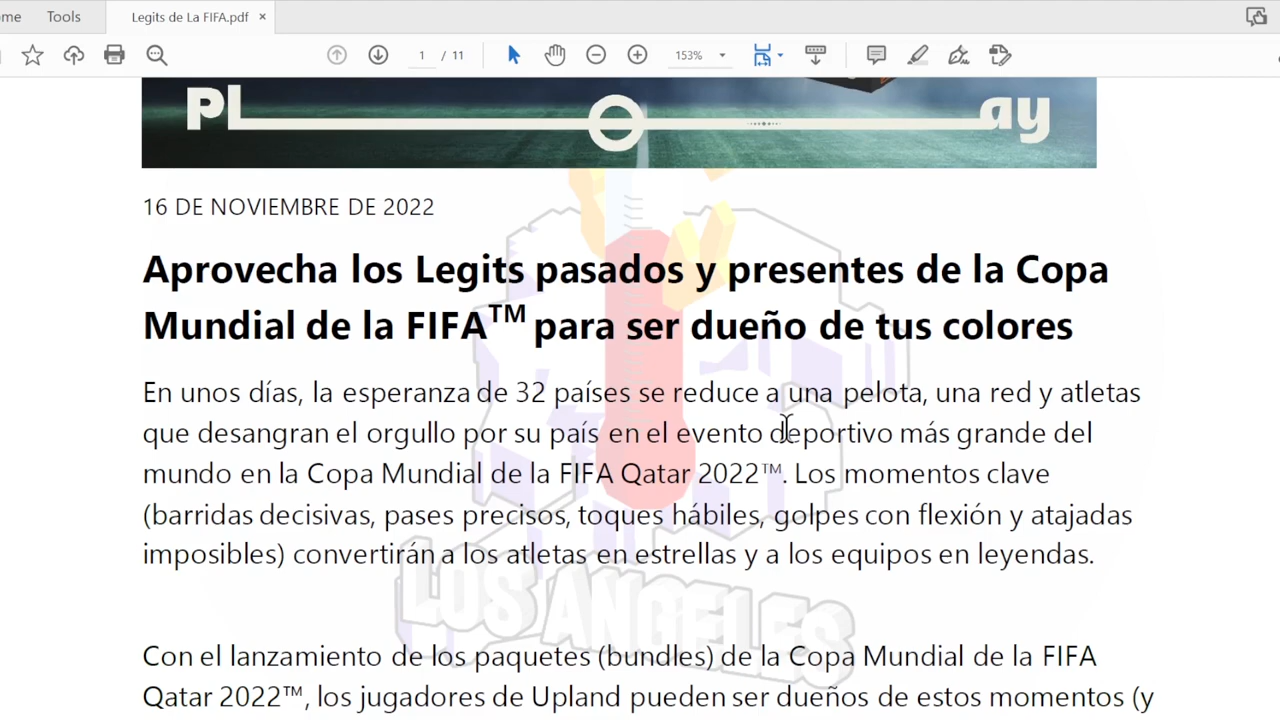 ome Tools Legits de La FIFA.pdf ×
1 / 11 153%
PL ay
16 DE NOVIEMBRE DE 2022
Aprovecha los Legits pasados y presentes de la Copa
Mundial de la FIFA™ para ser dueño de tus colores
En unos días, la esperanza de 32 países se reduce a una pelota, una red y atletas
que desangran el orgullo por su país en el evento deportivo más grande del
mundo en la Copa Mundial de la FIFA Qatar 2022™. Los momentos clave
(barridas decisivas, pases precisos, toques hábiles, golpes con flexión y atajadas
imposibles) convertirán a los atletas en estrellas y a los equipos en leyendas.
LOS ANGELES
Con el lanzamiento de los paquetes (bundles) de la Copa Mundial de la FIFA
Qatar 2022™, los jugadores de Upland pueden ser dueños de estos momentos (y